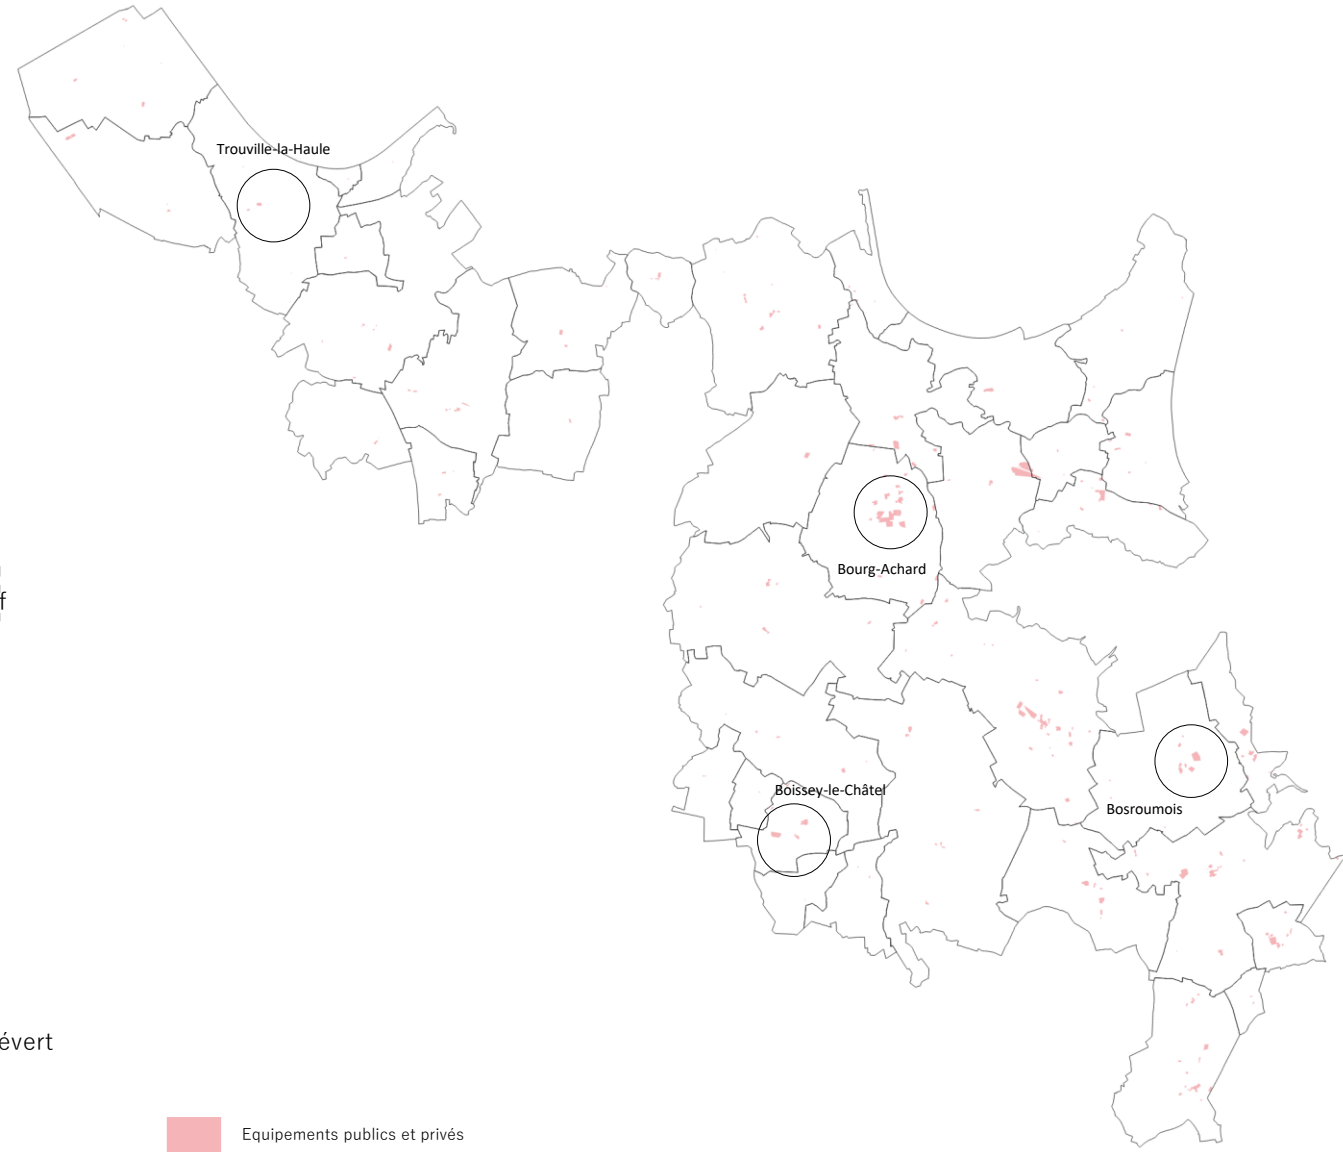 Trouville-la-Haule
Bourg-Achard
f
Boissey-le-Châtel
Bosroumois
évert
Equipements publics et privés